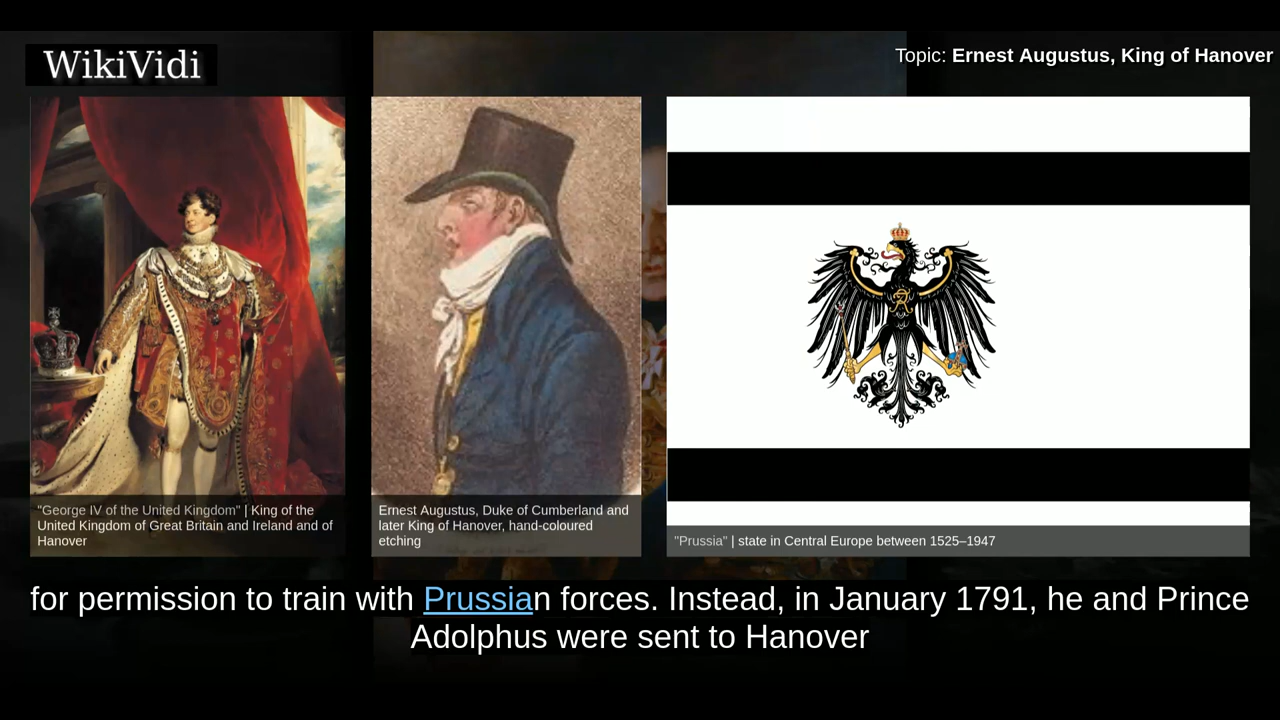 WikiVidi
Topic: Ernest Augustus, King of Hanover
"George IV of the United Kingdom" | King of the
United Kingdom of Great Britain and Ireland and of
Hanover
Ernest Augustus, Duke of Cumberland and
later King of Hanover, hand-coloured
etching
"Prussia" | state in Central Europe between 1525–1947
for permission to train with Prussian forces. Instead, in January 1791, he and Prince
Adolphus were sent to Hanover